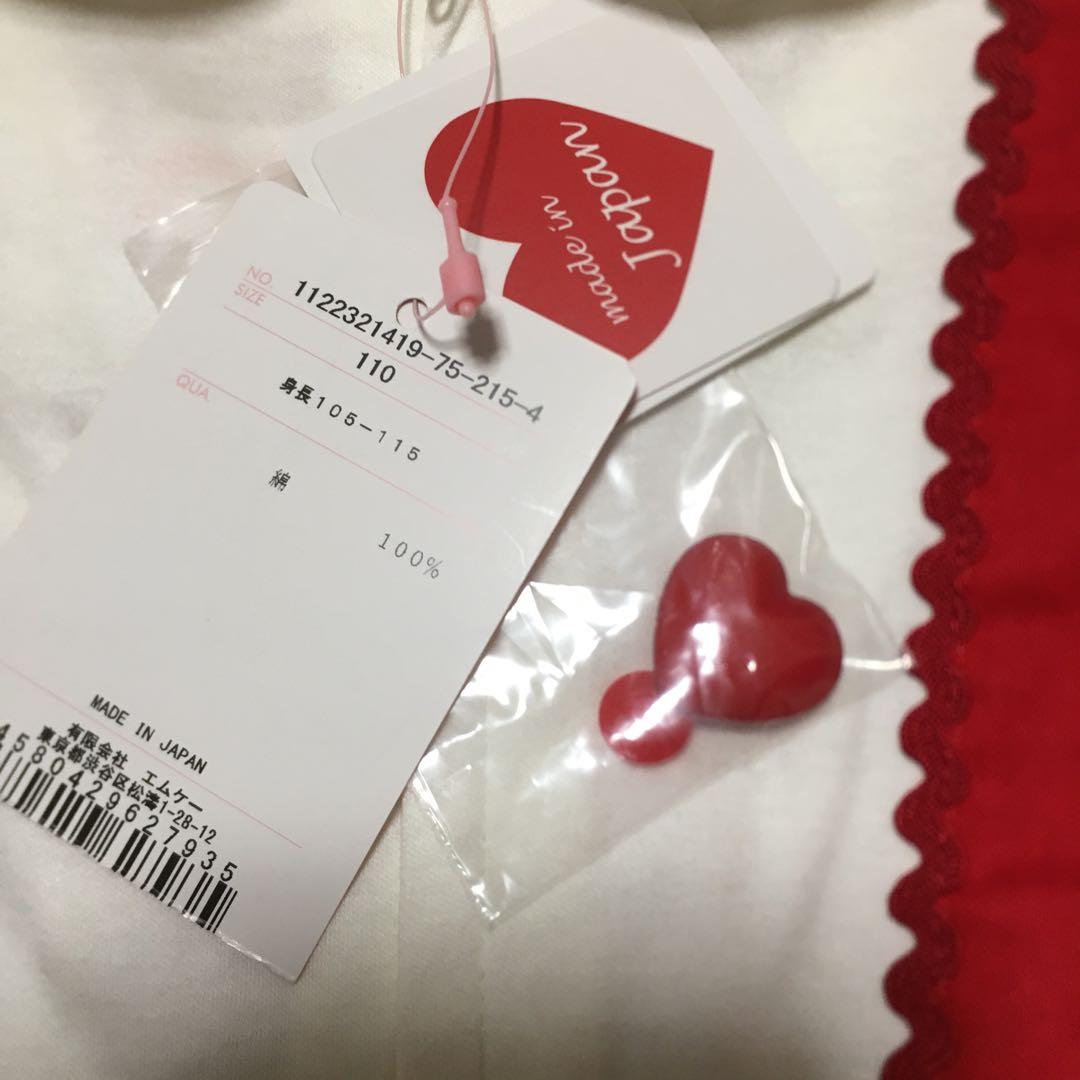 made in
Japan
NO. 1122321419-75-215-4
SIZE 110
身長105-115
QUA.
綿
100%
MADE IN JAPAN
有限会社 エムケー
東京都渋谷区松濤1-28-12
4580429627935